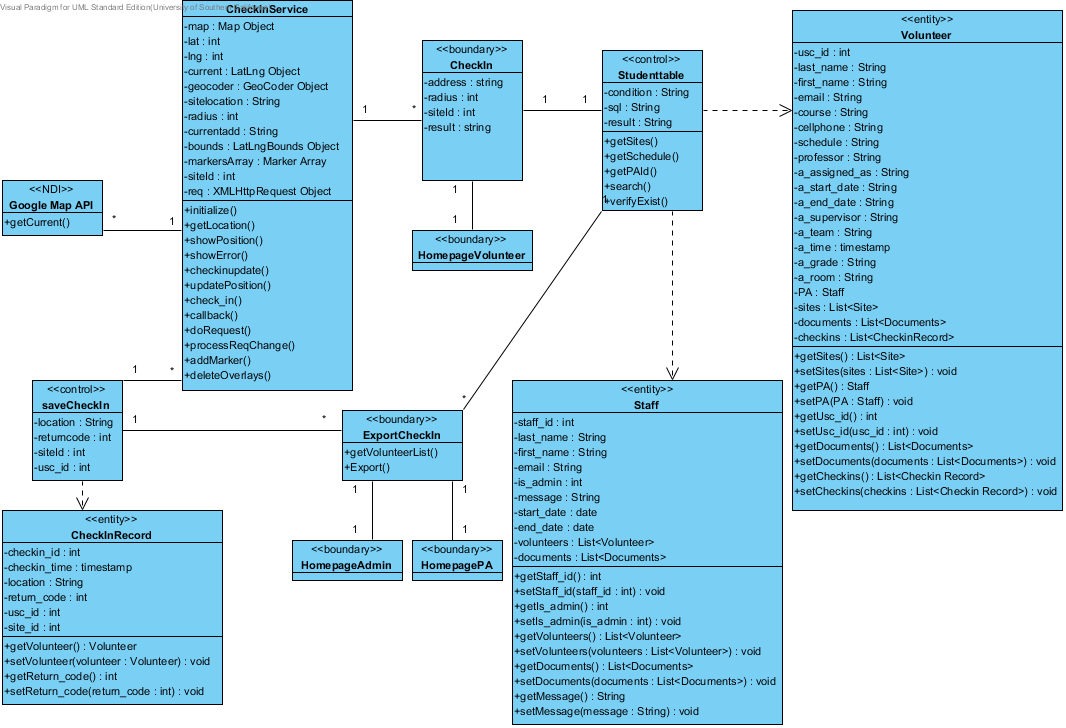 Visual Paradigm for UML Standard Edition(University of Southe
CheckInService
-map : Map Object
-lat : int
-lng : int
-current : LatLng Object
-geocoder : GeoCoder Object
-sitelocation : String
-radius : int
-currentadd : String
-bounds : LatLngBounds Object
-markersArray : Marker Array
-siteId : int
-req : XMLHttpRequest Object
+initialize()
+getLocation()
+showPosition()
+showError()
+checkinupdate()
+updatePosition()
+check_in()
+callback()
+doRequest()
+processReqChange()
+addMarker()
+deleteOverlays()
<<boundary>>
CheckIn
-address : string
-radius : int
-siteId : int
-result : string
<<control>>
Studenttable
-condition : String
-sql : String
-result : String
+getSites()
+getSchedule()
+getPAId()
+search()
+verifyExist()
<<entity>>
Volunteer
-usc_id : int
-last_name : String
-first_name : String
-email : String
-course : String
-cellphone : String
-schedule : String
-professor : String
-a_assigned_as : String
-a_start_date : String
-a_end_date : String
-a_supervisor : String
-a_team : String
-a_time : timestamp
-a_grade : String
-a_room : String
-PA : Staff
-sites : List<Site>
-documents : List<Documents>
-checkins : List<CheckinRecord>
+getSites() : List<Site>
+setSites(sites : List<Site>) : void
+getPA() : Staff
+setPA(PA : Staff) : void
+getUsc_id() : int
+setUsc_id(usc_id : int) : void
+getDocuments() : List<Documents>
+setDocuments(documents : List<Documents>) : void
+getCheckins() : List<Checkin Record>
+setCheckins(checkins : List<Checkin Record>) : void
<<NDI>>
Google Map API
+getCurrent()
* 1
1 *
1 1
1
1
<<boundary>>
HomepageVolunteer
1
*
1 *
<<control>>
saveCheckIn
-location : String
-returncode : int
-siteId : int
-usc_id : int
1 *
<<boundary>>
ExportCheckIn
+getVolunteerList()
+Export()
1 1
1 1
<<boundary>>
HomepageAdmin
<<boundary>>
HomepagePA
<<entity>>
CheckInRecord
-checkin_id : int
-checkin_time : timestamp
-location : String
-return_code : int
-usc_id : int
-site_id : int
+getVolunteer() : Volunteer
+setVolunteer(volunteer : Volunteer) : void
+getReturn_code() : int
+setReturn_code(return_code : int) : void
<<entity>>
Staff
-staff_id : int
-last_name : String
-first_name : String
-email : String
-is_admin : int
-message : String
-start_date : date
-end_date : date
-volunteers : List<Volunteer>
-documents : List<Documents>
+getStaff_id() : int
+setStaff_id(staff_id : int) : void
+getIs_admin() : int
+setIs_admin(is_admin : int) : void
+getVolunteers() : List<Volunteer>
+setVolunteers(volunteers : List<Volunteer>) : void
+getDocuments() : List<Documents>
+setDocuments(documents : List<Documents>) : void
+getMessage() : String
+setMessage(message : String) : void